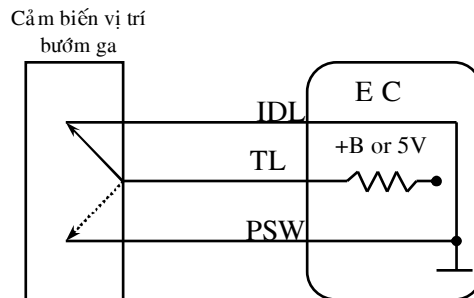 Cảm biến vị trí
bướm ga
E C
IDL
+B or 5V
TL
PSW